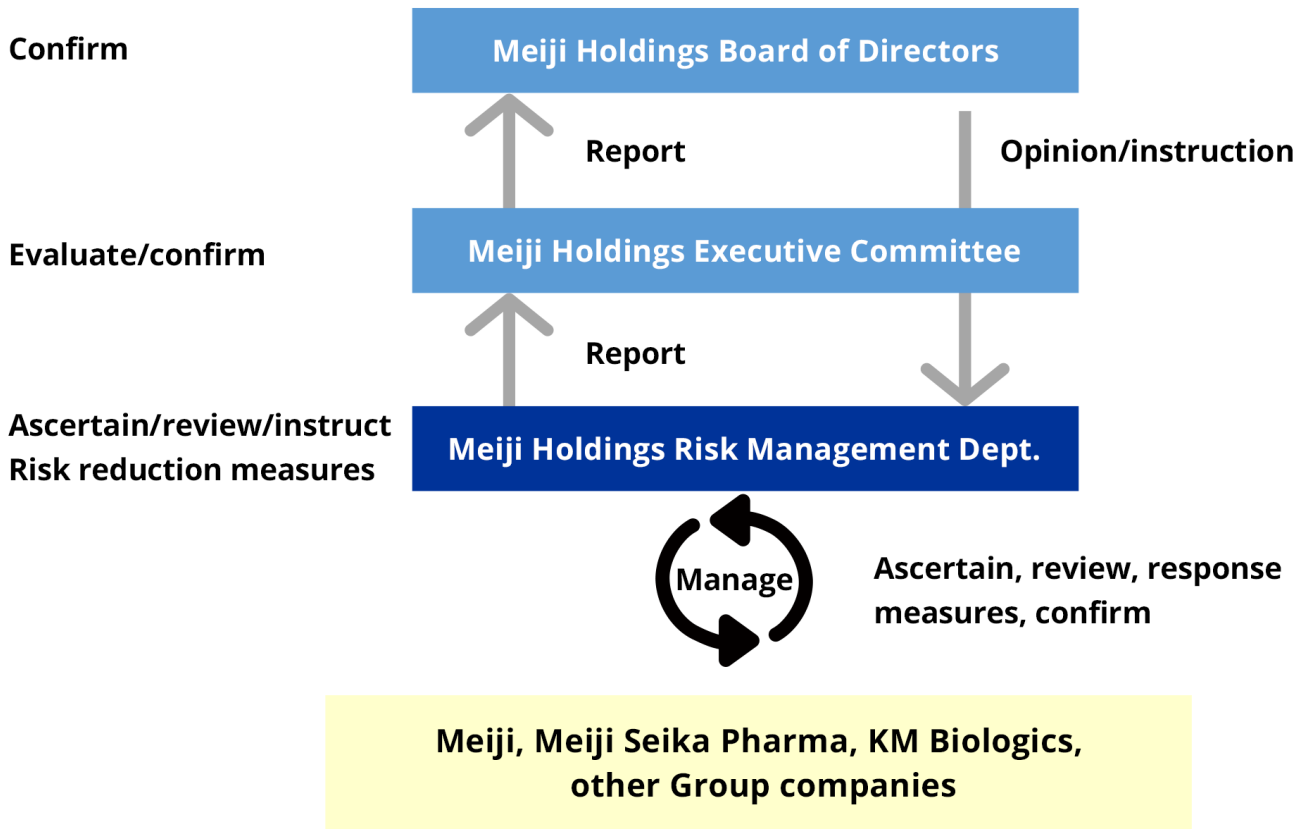 Confirm
Meiji Holdings Board of Directors
Report
Opinion/instruction
Evaluate/confirm
Meiji Holdings Executive Committee
Report
Ascertain/review/instruct
Risk reduction measures
Meiji Holdings Risk Management Dept.
Manage
Ascertain, review, response
measures, confirm
Meiji, Meiji Seika Pharma, KM Biologics,
other Group companies